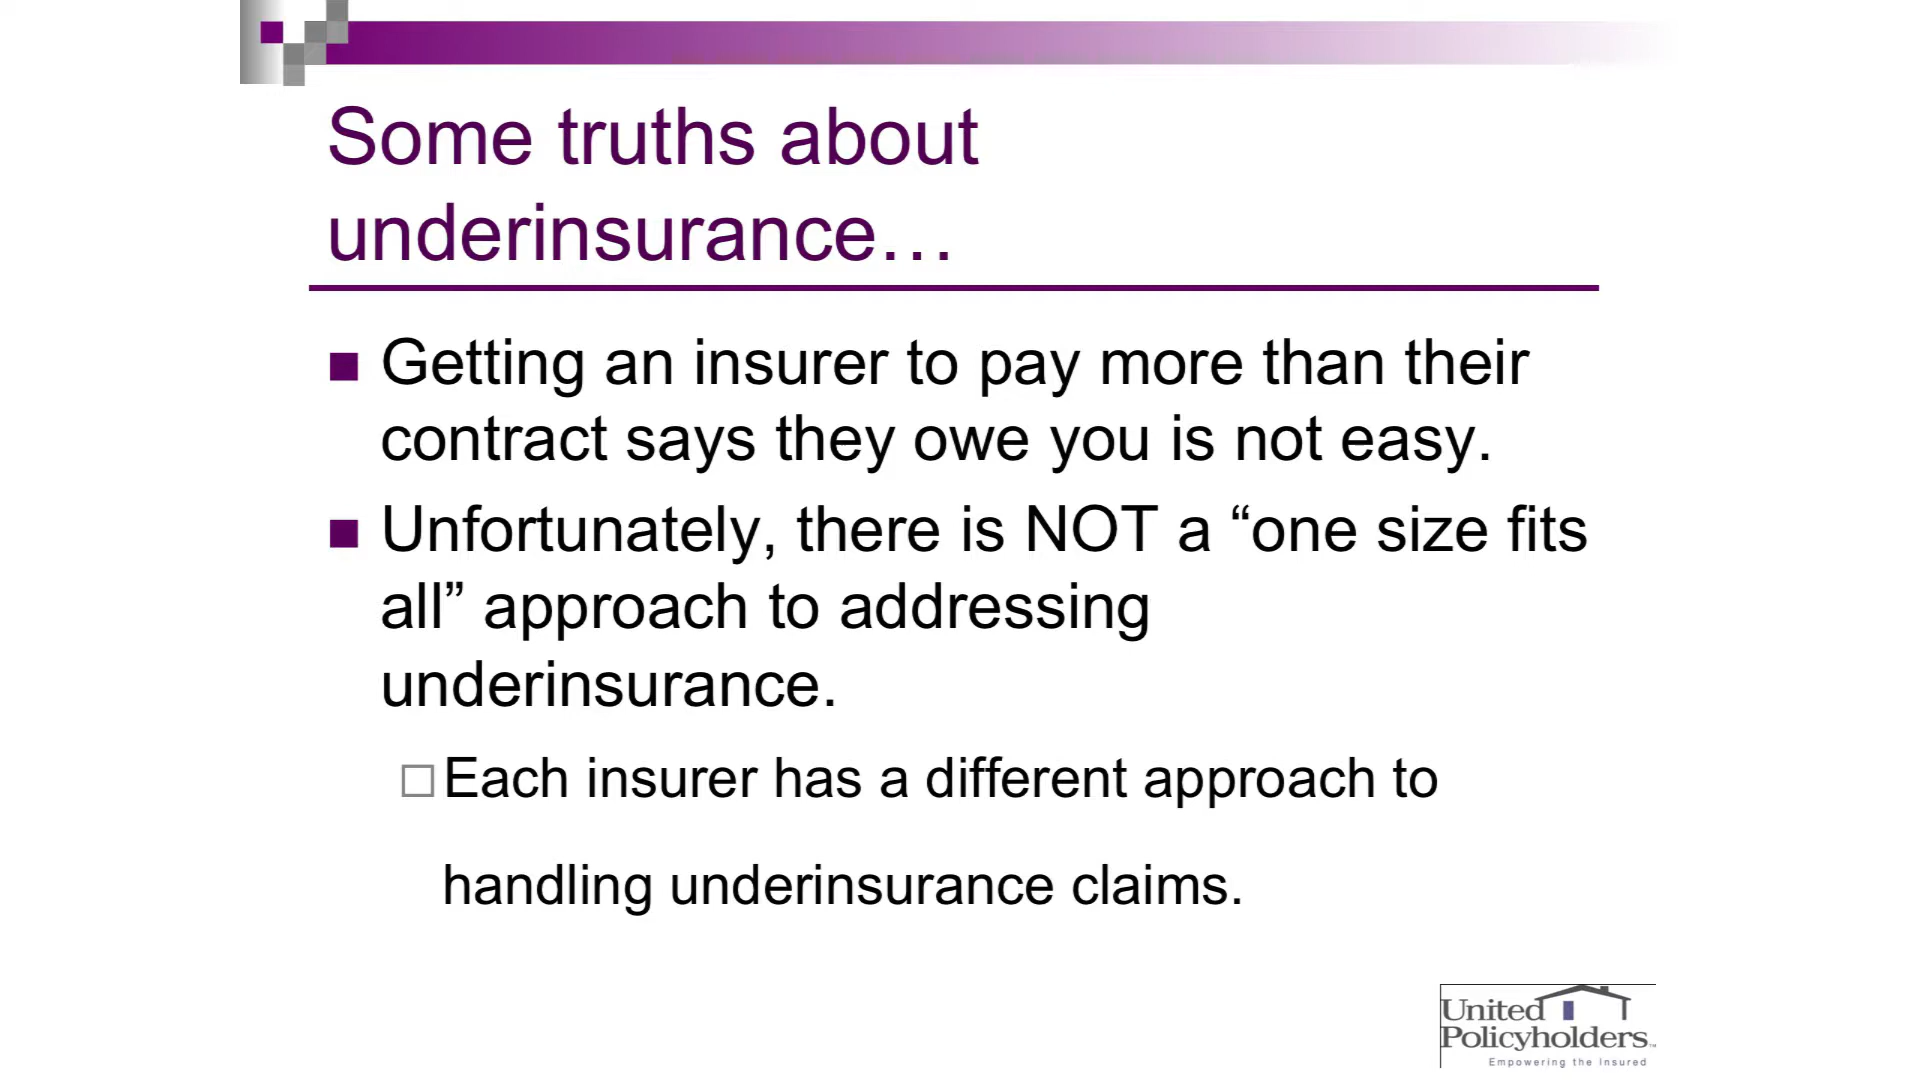 Some truths about
underinsurance…
Getting an insurer to pay more than their
contract says they owe you is not easy.
Unfortunately, there is NOT a “one size fits
all” approach to addressing
underinsurance.
Each insurer has a different approach to
handling underinsurance claims.
United
Policyholders™
Empowering the Insured